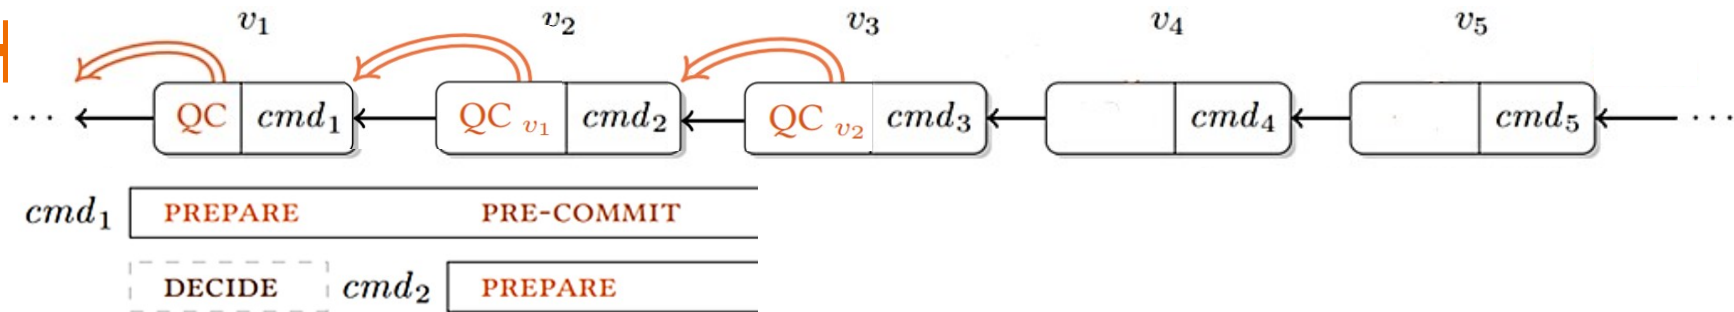 v₁ v₂ v₃ v₄ v₅
··· QC cmd₁ QC v₁ cmd₂ QC v₂ cmd₃ cmd₄ cmd₅ ···
cmd₁ PREPARE PRE-COMMIT
DECIDE cmd₂ PREPARE